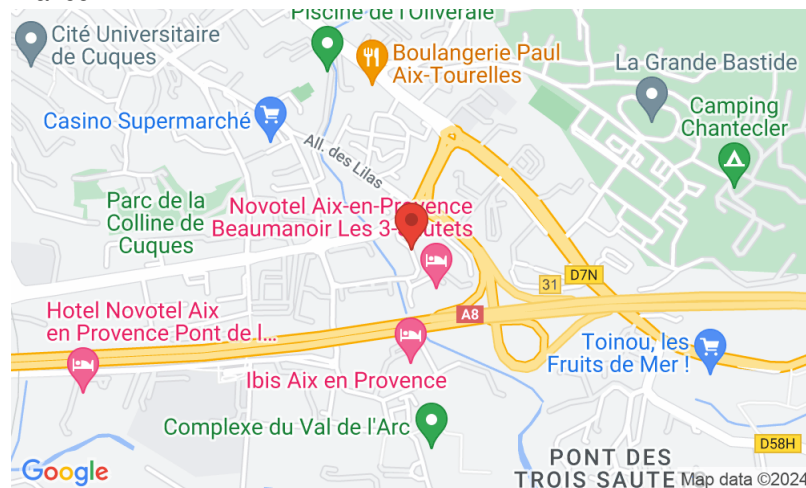 Piscine de l'Oliveraie
Cité Universitaire
de Cuques
Boulangerie Paul
Aix-Tourelles
La Grande Bastide
Camping
Chantecler
Casino Supermarché
All. des Lilas
Parc de la
Colline de
Cuques
Novotel Aix-en-Provence
Beaumanoir Les 3-Sautets
D7N
31
A8
Hotel Novotel Aix
en Provence Pont de l...
Toinou, les
Fruits de Mer !
Ibis Aix en Provence
Complexe du Val de l'Arc
D58H
PONT DES
TROIS SAUTE
Google
Map data ©2024